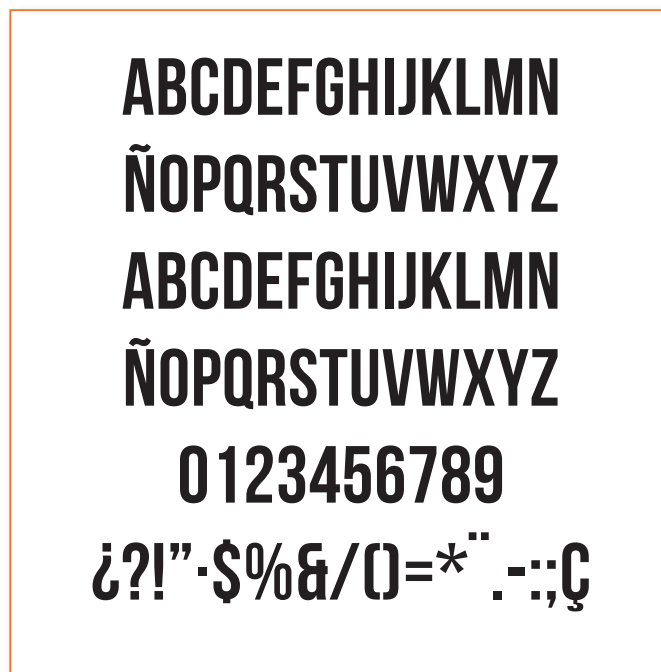 ABCDEFGHIJKLMN
ÑOPQRSTUVWXYZ
ABCDEFGHIJKLMN
ÑOPQRSTUVWXYZ
0123456789
¿?!”·$%&/()=*¨.-:;Ç